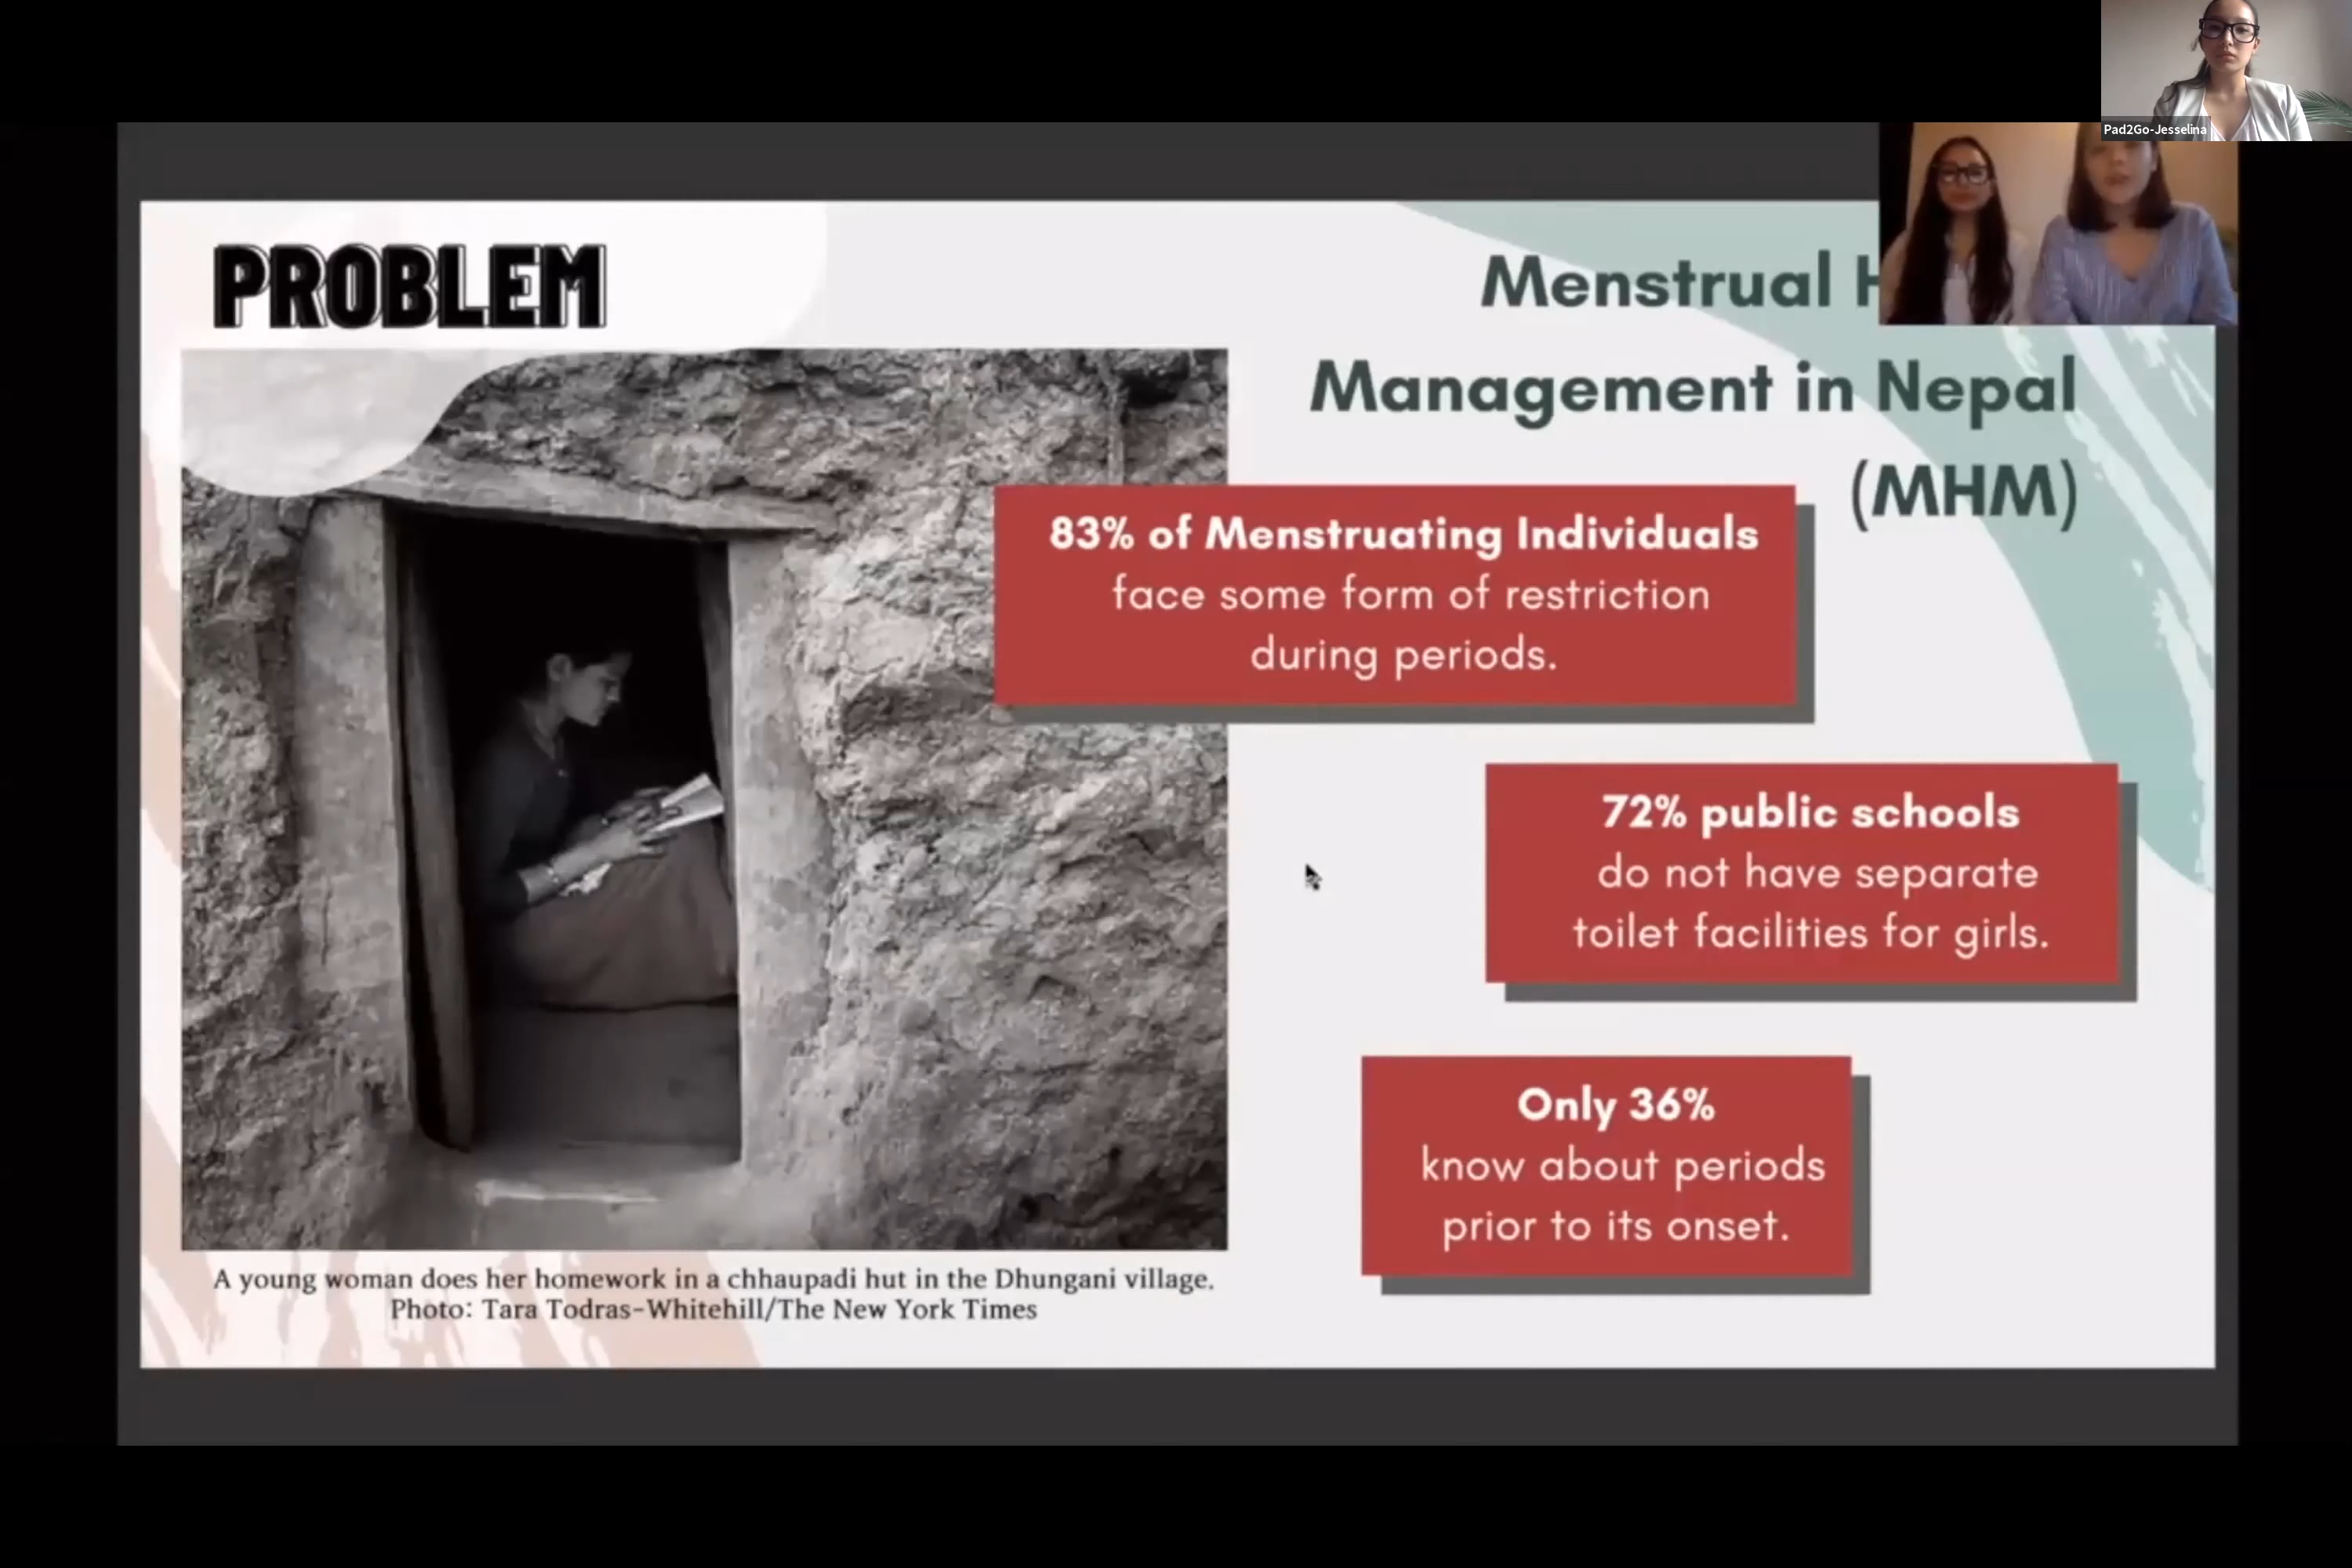 Pad2Go-Jesselina
PROBLEM
Menstrual
Management in Nepal
(MHM)
83% of Menstruating Individuals
face some form of restriction
during periods.
72% public schools
do not have separate
toilet facilities for girls.
Only 36%
know about periods
prior to its onset.
A young woman does her homework in a chhaupadi hut in the Dhungani village.
Photo: Tara Todras-Whitehill/The New York Times